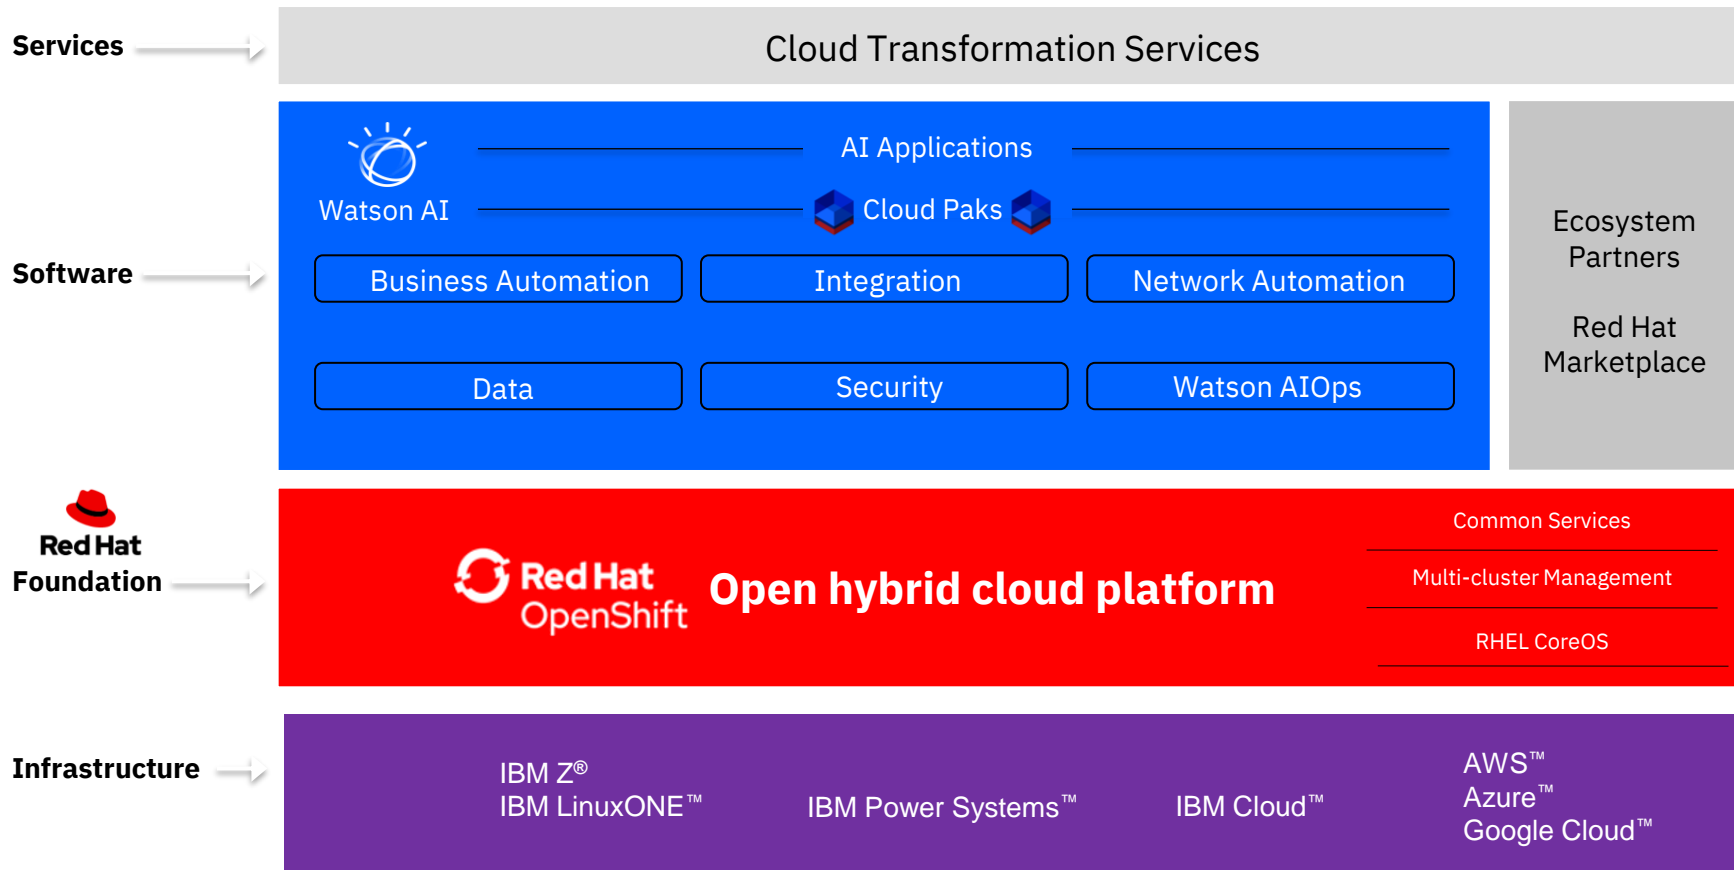 Services
Cloud Transformation Services
Watson AI
AI Applications
Cloud Paks
Software
Business Automation
Integration
Network Automation
Data
Security
Watson AIOps
Ecosystem
Partners
Red Hat
Marketplace
Red Hat
Foundation
Red Hat
OpenShift
Open hybrid cloud platform
Common Services
Multi-cluster Management
RHEL CoreOS
Infrastructure
IBM Z®
IBM LinuxONE™
IBM Power Systems™
IBM Cloud™
AWS™
Azure™
Google Cloud™